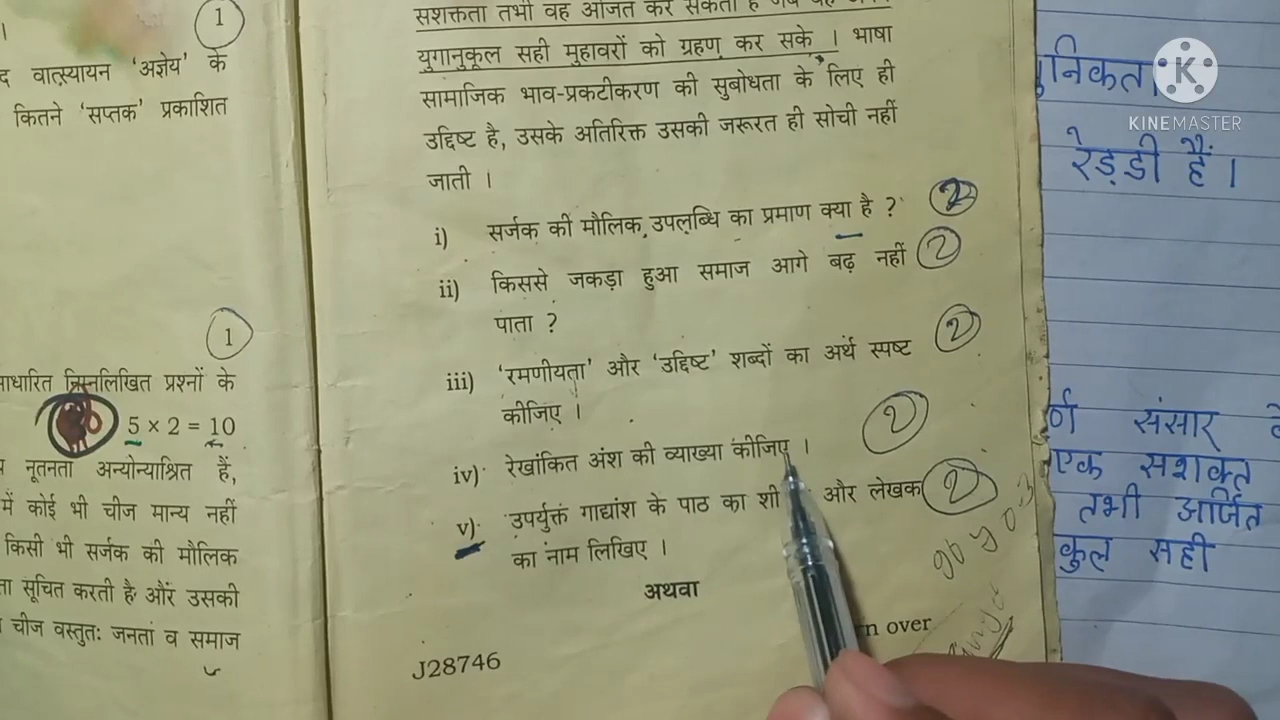 1
।
वात्स्यायन 'अज्ञेय' के
कितने 'सप्तक' प्रकाशित
1
निम्नलिखित प्रश्नों के
5 × 2 = 10
नूतनता अन्योन्याश्रित हैं,
में कोई भी चीज मान्य नहीं
किसी भी सर्जक की मौलिक
सूचित करती है और उसकी
चीज वस्तुतः जनता व समाज
सशक्तता तभी वह अर्जित कर सकता है जब वह
युगानुकूल सही मुहावरों को ग्रहण कर सके । भाषा
सामाजिक भाव-प्रकटीकरण की सुबोधता के लिए ही
उद्दिष्ट है, उसके अतिरिक्त उसकी जरूरत ही सोची नहीं
जाती ।
i) सर्जक की मौलिक उपलब्धि का प्रमाण क्या है ? 2
ii) किससे जकड़ा हुआ समाज आगे बढ़ नहीं 2
पाता ?
iii) 'रमणीयता' और 'उद्दिष्ट' शब्दों का अर्थ स्पष्ट 2
कीजिए ।
iv) रेखांकित अंश की व्याख्या कीजिए । 2
v) उपर्युक्त गद्यांश के पाठ का शी और लेखक 2
का नाम लिखिए ।
अथवा
over
J28746
K
KINEMASTER
रेड्डी हैं ।
संसार
एक सशक्त
तभी अर्जित
कुल सही